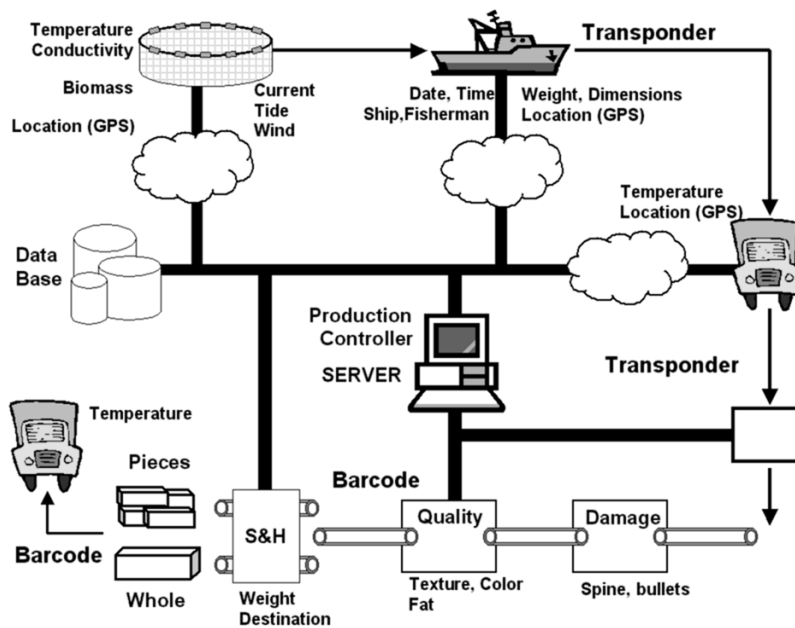 Temperature
Conductivity
Biomass
Location (GPS)
Current
Tide
Wind
Transponder
Date, Time
Ship,Fisherman
Weight, Dimensions
Location (GPS)
Temperature
Location (GPS)
Data
Base
Production
Controller
SERVER
Transponder
Temperature
Pieces
Barcode
Whole
S&H
Weight
Destination
Barcode
Quality
Texture, Color
Fat
Damage
Spine, bullets